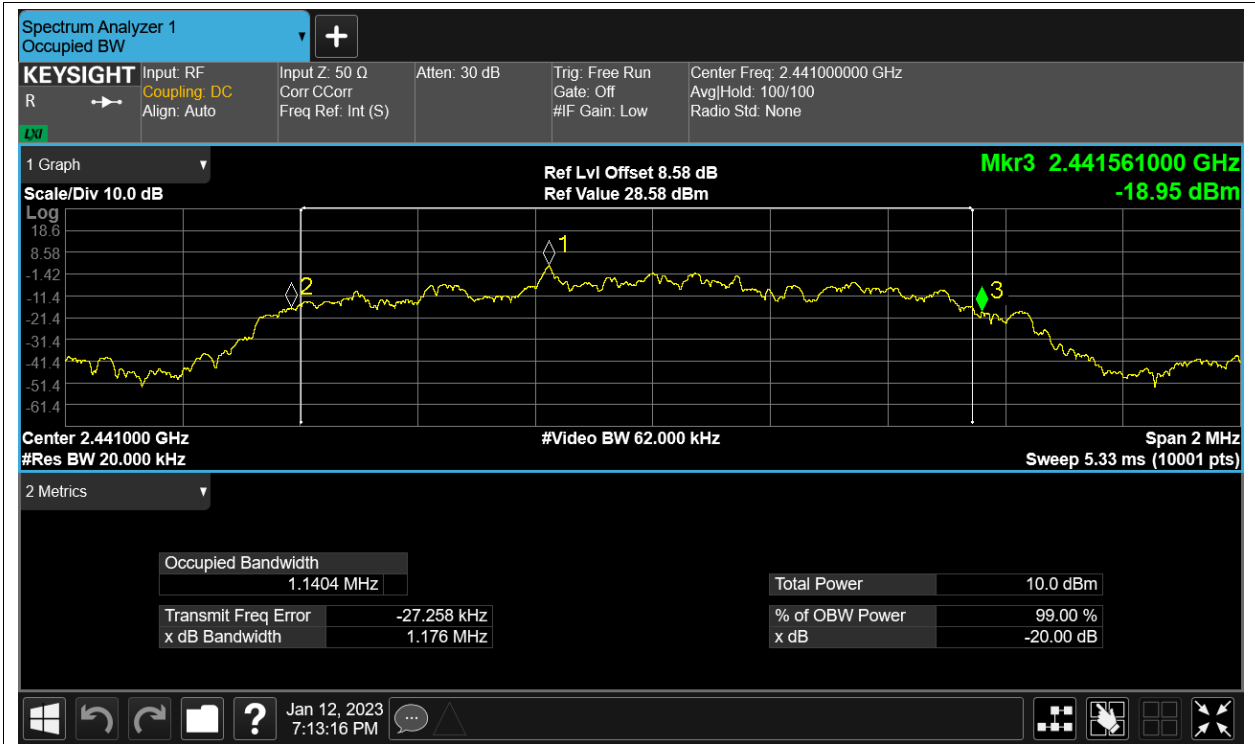 Spectrum Analyzer 1
Occupied BW
+
KEYSIGHT
R
LXI
Input: RF
Coupling: DC
Align: Auto
Input Z: 50 Ω
Corr CCorr
Freq Ref: Int (S)
Atten: 30 dB
Trig: Free Run
Gate: Off
#IF Gain: Low
Center Freq: 2.441000000 GHz
Avg|Hold: 100/100
Radio Std: None
1 Graph
Scale/Div 10.0 dB
Ref Lvl Offset 8.58 dB
Ref Value 28.58 dBm
Mkr3 2.441561000 GHz
-18.95 dBm
Log
18.6
8.58
-1.42
-11.4
-21.4
-31.4
-41.4
-51.4
-61.4
1
2
3
Center 2.441000 GHz
#Res BW 20.000 kHz
#Video BW 62.000 kHz
Span 2 MHz
Sweep 5.33 ms (10001 pts)
2 Metrics
Occupied Bandwidth
1.1404 MHz
Transmit Freq Error -27.258 kHz
x dB Bandwidth 1.176 MHz
Total Power 10.0 dBm
% of OBW Power 99.00 %
x dB -20.00 dB
?
Jan 12, 2023
7:13:16 PM